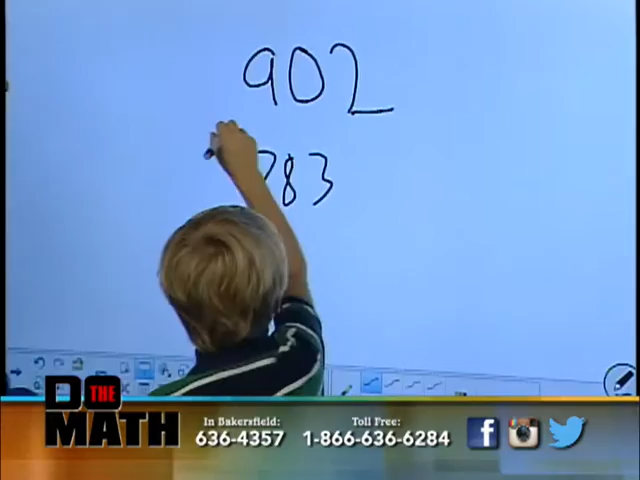 902
783
DO THE MATH
In Bakersfield:
636-4357
Toll Free:
1-866-636-6284